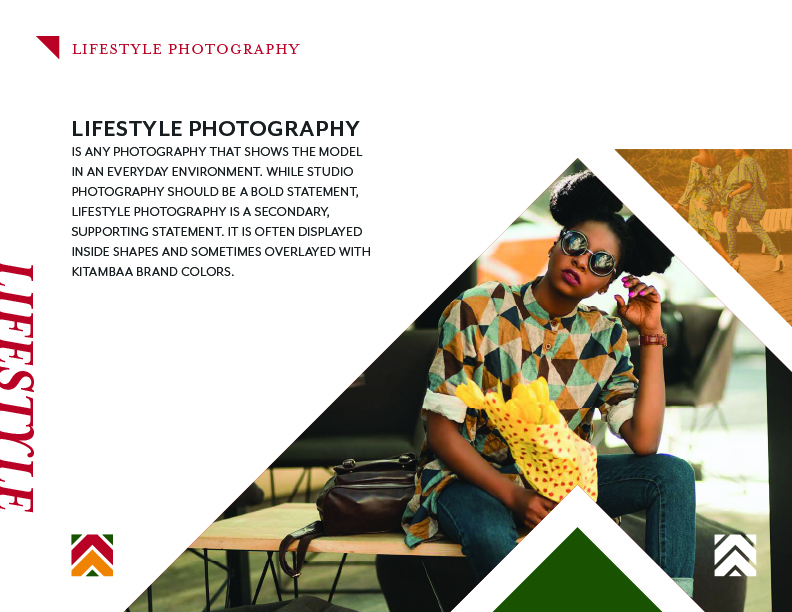 LIFESTYLE PHOTOGRAPHY
LIFESTYLE PHOTOGRAPHY
IS ANY PHOTOGRAPHY THAT SHOWS THE MODEL
IN AN EVERYDAY ENVIRONMENT. WHILE STUDIO
PHOTOGRAPHY SHOULD BE A BOLD STATEMENT,
LIFESTYLE PHOTOGRAPHY IS A SECONDARY,
SUPPORTING STATEMENT. IT IS OFTEN DISPLAYED
INSIDE SHAPES AND SOMETIMES OVERLAYED WITH
KITAMBAA BRAND COLORS.
LIFESTYLE